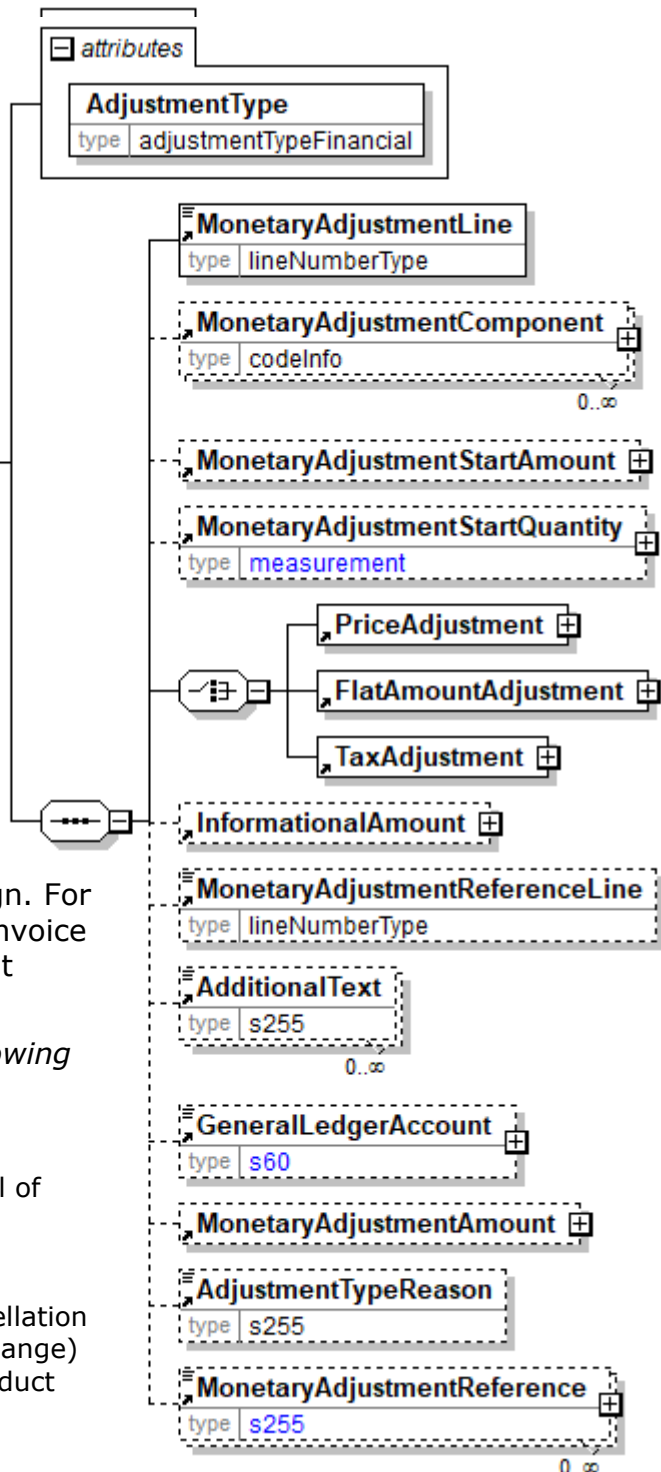 attributes
AdjustmentType
type adjustmentTypeFinancial
MonetaryAdjustmentLine
type lineNumberType
MonetaryAdjustmentComponent
type codeInfo
0..∞
MonetaryAdjustmentStartAmount
MonetaryAdjustmentStartQuantity
type measurement
PriceAdjustment
FlatAmountAdjustment
TaxAdjustment
InformationalAmount
MonetaryAdjustmentReferenceLine
type lineNumberType
AdditionalText
type s255
0..∞
GeneralLedgerAccount
type s60
MonetaryAdjustmentAmount
AdjustmentTypeReason
type s255
MonetaryAdjustmentReference
type s255
0..∞
gn. For
nvoice
t
owing
l of
ellation
ange)
duct